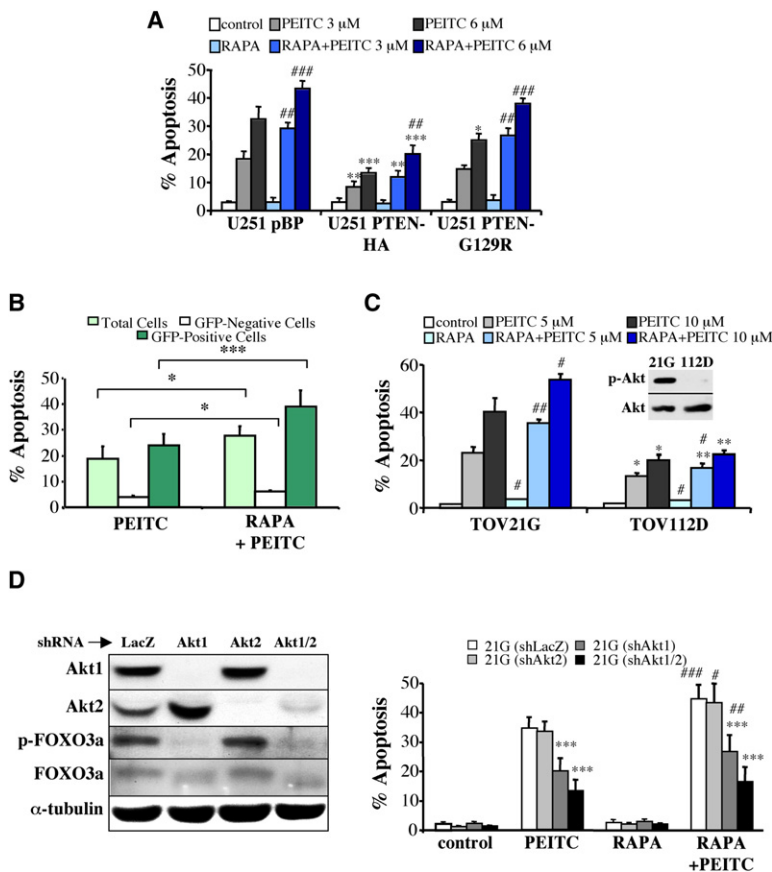 A
control PEITC 3 µM PEITC 6 µM
RAPA RAPA+PEITC 3 µM RAPA+PEITC 6 µM
% Apoptosis
50
40
30
20
10
0
## ###
** *** ** *** ##
* ## ###
U251 pBP U251 PTEN-HA U251 PTEN-G129R
B
Total Cells GFP-Negative Cells
GFP-Positive Cells
% Apoptosis
50
40
30
20
10
0
***
*
*
PEITC RAPA + PEITC
C
control PEITC 5 µM PEITC 10 µM
RAPA RAPA+PEITC 5 µM RAPA+PEITC 10 µM
% Apoptosis
60
40
20
0
# ## #
* * # # ** **
21G 112D
p-Akt
Akt
TOV21G TOV112D
D
shRNA → LacZ Akt1 Akt2 Akt1/2
Akt1
Akt2
p-FOXO3a
FOXO3a
α-tubulin
21G (shLacZ) 21G (shAkt1)
21G (shAkt2) 21G (shAkt1/2)
% Apoptosis
50
40
30
20
10
0
*** ***
### # ## *** ***
control PEITC RAPA RAPA +PEITC